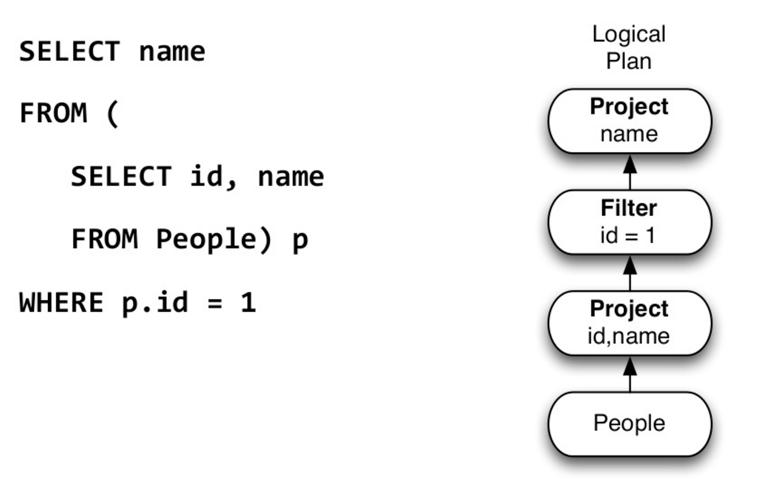 SELECT name
FROM (
SELECT id, name
FROM People) p
WHERE p.id = 1
Logical
Plan
Project
name
Filter
id = 1
Project
id,name
People